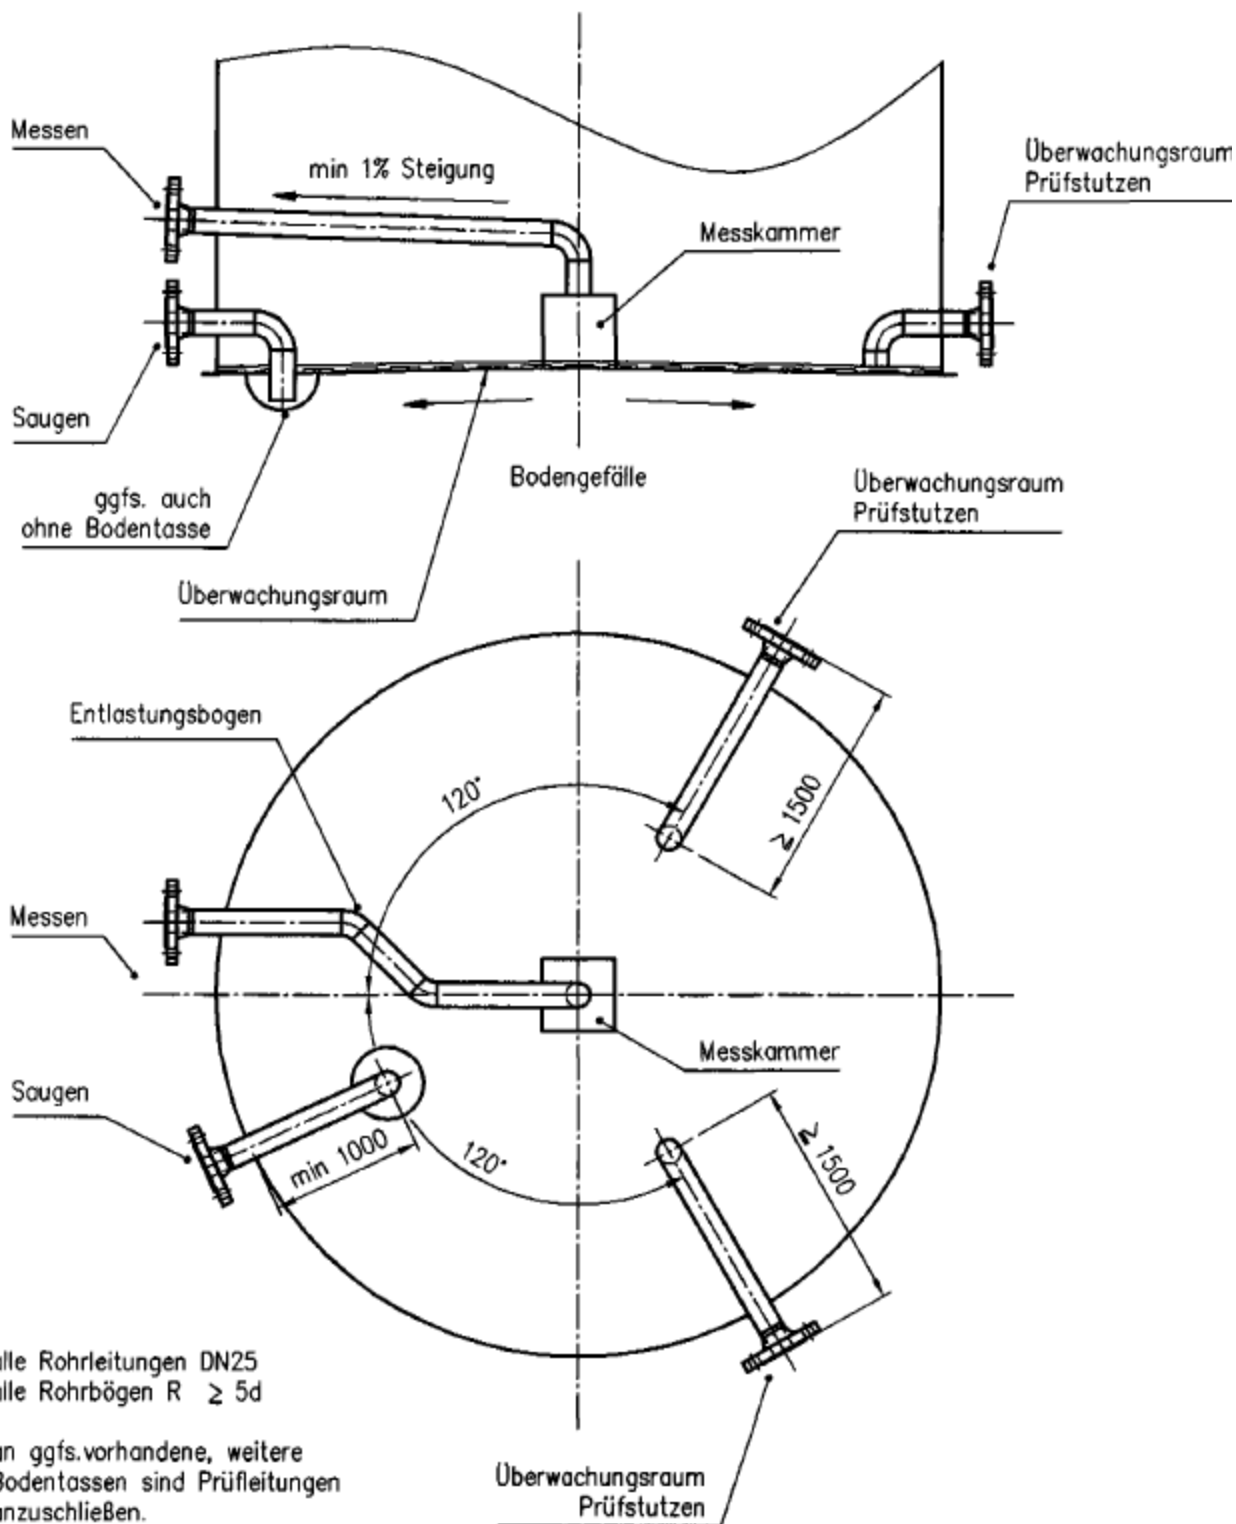 Messen
min 1% Steigung
Überwachungsraum
Prüfstutzen
Messkammer
Saugen
ggfs. auch
ohne Bodentasse
Bodengefälle
Überwachungsraum
Prüfstutzen
Überwachungsraum
Entlastungsbogen
120°
≥ 1500
Messen
Messkammer
Saugen
min 1000
120°
≥ 1500
alle Rohrleitungen DN25
alle Rohrbögen R ≥ 5d
an ggfs.vorhandene, weitere
Bodentassen sind Prüfleitungen
anzuschließen.
Überwachungsraum
Prüfstutzen